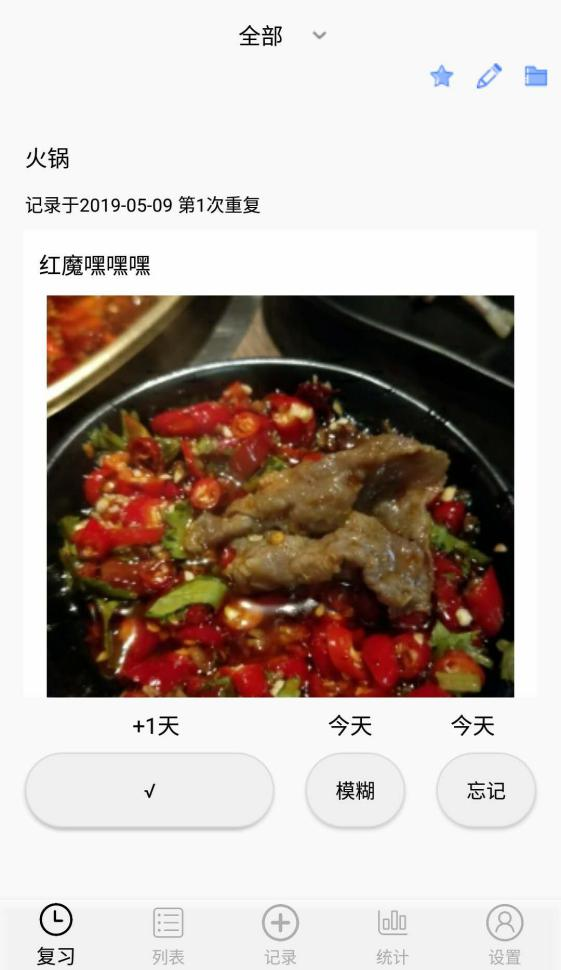 全部
火锅
记录于2019-05-09 第1次重复
红魔嘿嘿嘿
+1天 今天 今天
√ 模糊 忘记
复习 列表 记录 统计 设置